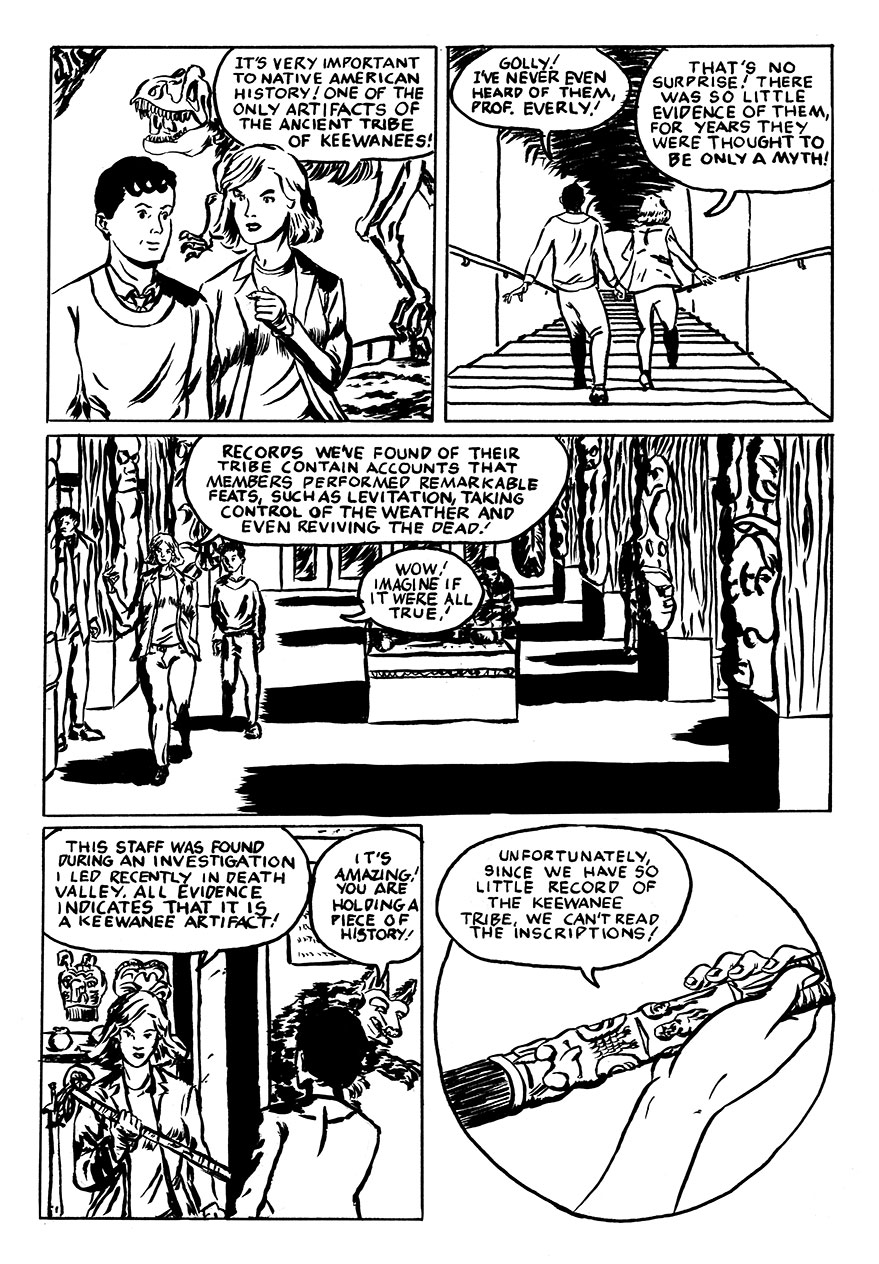 IT'S VERY IMPORTANT
TO NATIVE AMERICAN
HISTORY! ONE OF THE
ONLY ARTIFACTS OF
THE ANCIENT TRIBE
OF KEEWANEES!
GOLLY!
I'VE NEVER EVEN
HEARD OF THEM,
PROF. EVERLY!
THAT'S NO
SURPRISE! THERE
WAS SO LITTLE
EVIDENCE OF THEM,
FOR YEARS THEY
WERE THOUGHT TO
BE ONLY A MYTH!
RECORDS WE'VE FOUND OF THEIR
TRIBE CONTAIN ACCOUNTS THAT
MEMBERS PERFORMED REMARKABLE
FEATS, SUCH AS LEVITATION, TAKING
CONTROL OF THE WEATHER AND
EVEN REVIVING THE DEAD!
WOW!
IMAGINE IF
IT WERE ALL
TRUE!
THIS STAFF WAS FOUND
DURING AN INVESTIGATION
I LED RECENTLY IN DEATH
VALLEY. ALL EVIDENCE
INDICATES THAT IT IS
A KEEWANEE ARTIFACT!
IT'S
AMAZING!
YOU ARE
HOLDING A
PIECE OF
HISTORY!
UNFORTUNATELY,
SINCE WE HAVE SO
LITTLE RECORD OF
THE KEEWANEE
TRIBE, WE CAN'T READ
THE INSCRIPTIONS!